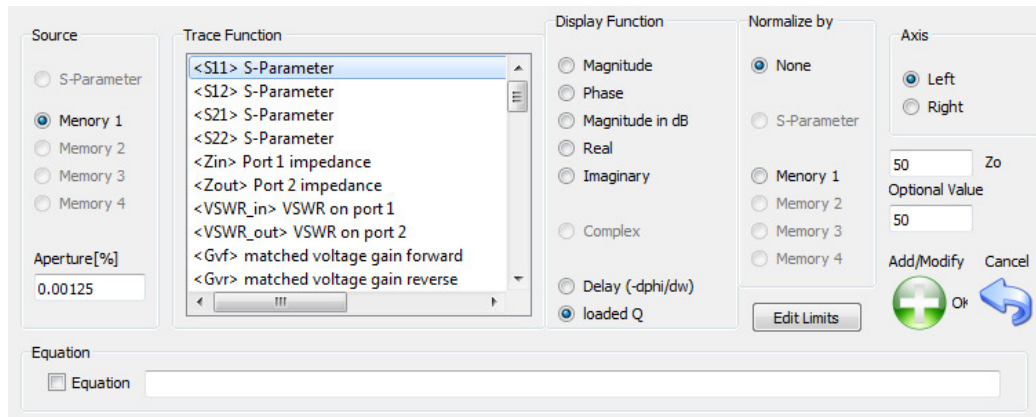 Source
S-Parameter
Menory 1
Memory 2
Memory 3
Memory 4
Aperture[%]
0.00125
Trace Function
<S11> S-Parameter
<S12> S-Parameter
<S21> S-Parameter
<S22> S-Parameter
<Zin> Port 1 impedance
<Zout> Port 2 impedance
<VSWR_in> VSWR on port 1
<VSWR_out> VSWR on port 2
<Gvf> matched voltage gain forward
<Gvr> matched voltage gain reverse
Display Function
Magnitude
Phase
Magnitude in dB
Real
Imaginary
Complex
Delay (-dphi/dw)
loaded Q
Normalize by
None
S-Parameter
Menory 1
Memory 2
Memory 3
Memory 4
Edit Limits
Axis
Left
Right
50 Zo
Optional Value
50
Add/Modify Cancel
OK
Equation
Equation